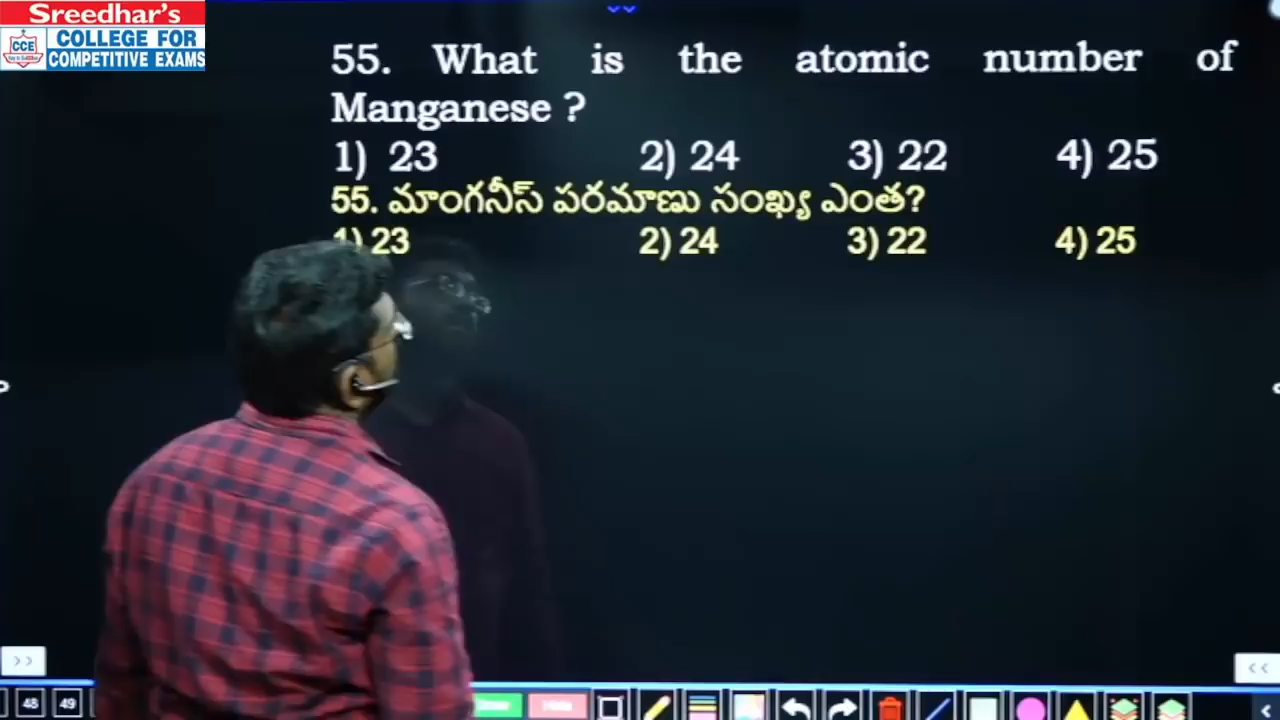 Sreedhar's
CCE
COLLEGE FOR
COMPETITIVE EXAMS
55. What is the atomic number of
Manganese ?
1) 23 2) 24 3) 22 4) 25
55. మాంగనీస్ పరమాణు సంఖ్య ఎంత?
1) 23 2) 24 3) 22 4) 25
>> <<
48 49